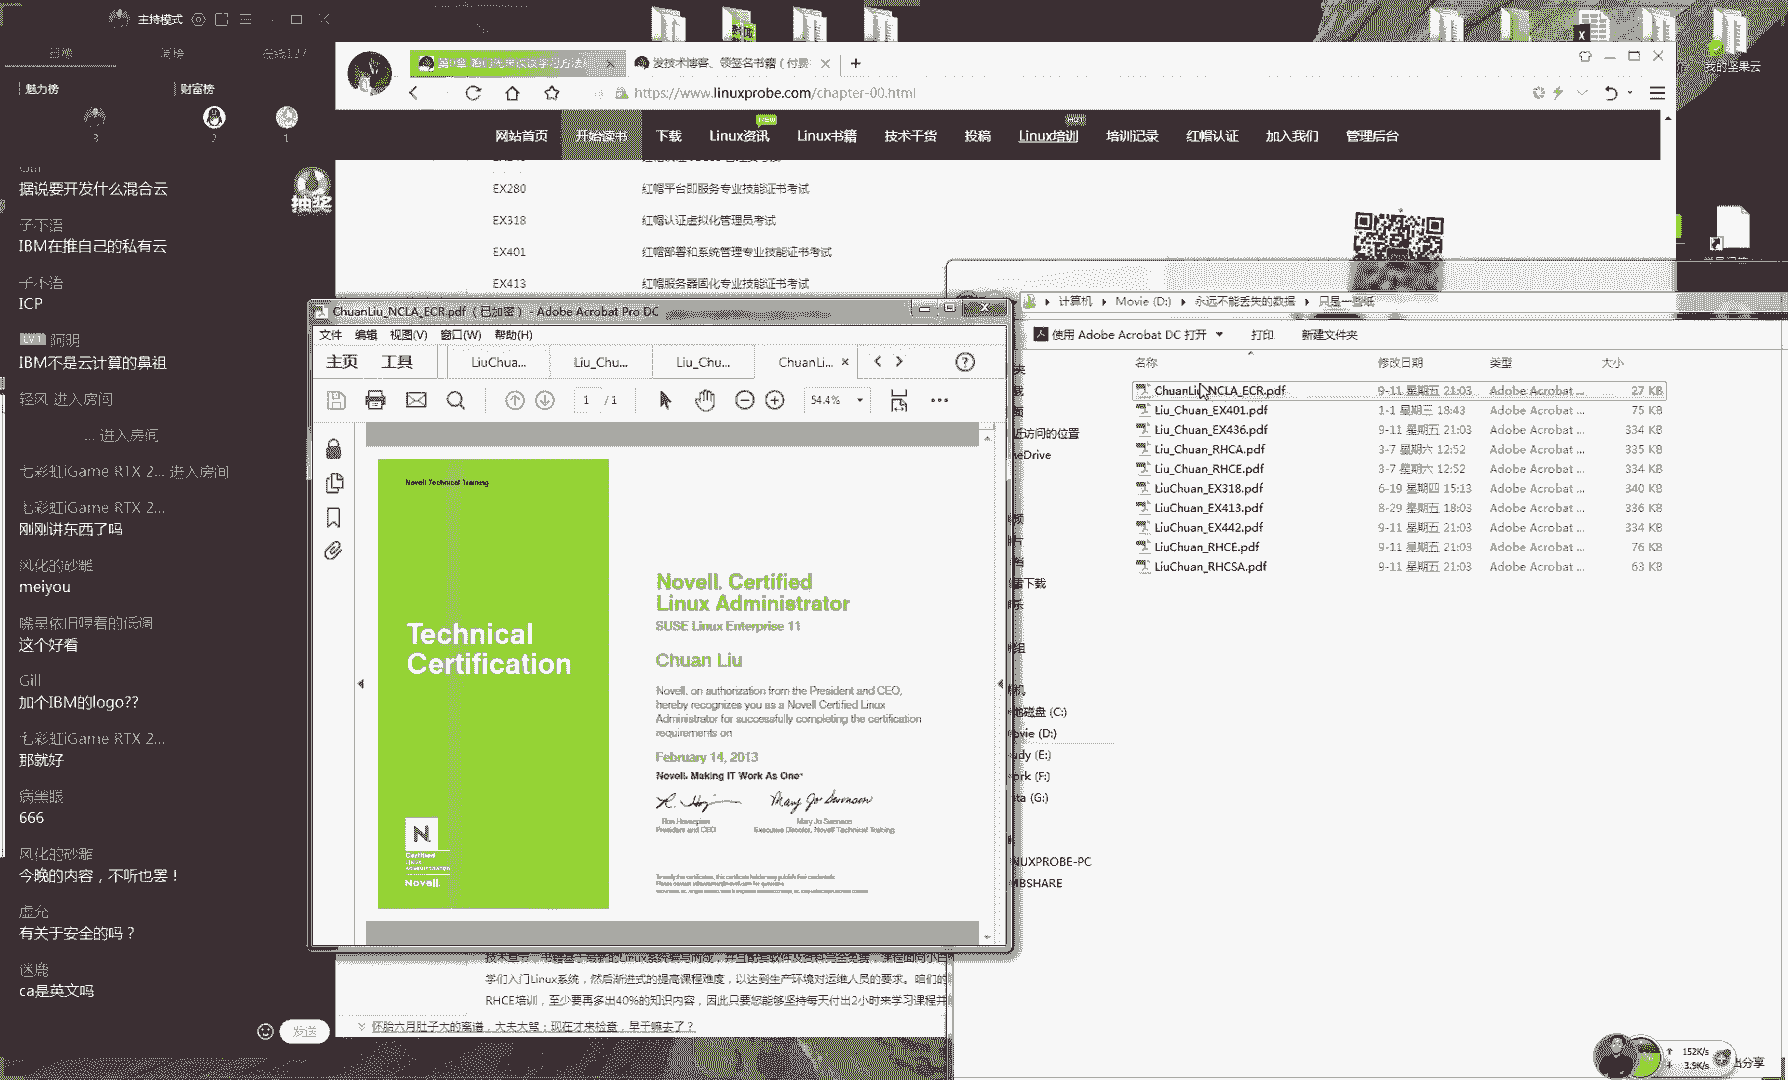 主持模式
在线127
魅力榜
财富榜
3
2
1
据说要开发什么混合云
抽奖
子不语
IBM在推自己的私有云
子不语
ICP
LV1 阿明
IBM不是云计算的鼻祖
轻风 进入房间
... 进入房间
七彩虹iGame RTX 2... 进入房间
七彩虹iGame RTX 2...
刚刚讲东西了吗
风化的砂雕
meiyou
嘴角依旧哼着的低调
这个好看
Gill
加个IBM的logo??
七彩虹iGame RTX 2...
那就好
病黑眼
666
风化的砂雕
今晚的内容，不听也罢！
虚允
有关于安全的吗？
迷鹿
ca是英文吗
发送
发技术博客、领签名书籍（付费
https://www.linuxprobe.com/chapter-00.html
网站首页
开始读书
下载
Linux资讯
NEW
Linux书籍
技术干货
投稿
Linux培训
HOT
培训记录
红帽认证
加入我们
管理后台
EX280 红帽平台即服务专业技能证书考试
EX318 红帽认证虚拟化管理员考试
EX401 红帽部署和系统管理专业技能证书考试
EX413 红帽服务器固化专业技能证书考试
我的坚果云
ChuanLiu_NCLA_ECR.pdf（已加密） - Adobe Acrobat Pro DC
文件 编辑 视图(V) 窗口(W) 帮助(H)
主页 工具 LiuChua... Liu_Chu... Liu_Chu... ChuanLi...
1 / 1
54.4%
Novell Technical Training
Technical
Certification
N
Certified
Novell.
Novell. Certified
Linux Administrator
SUSE Linux Enterprise 11
Chuan Liu
Novell, on authorization from the President and CEO,
hereby recognizes you as a Novell Certified Linux
Administrator for successfully completing the certification
requirements on
February 14, 2013
Novell. Making IT Work As One
President and CEO
Executive Director, Novell Technical Training
计算机 Movie (D:) 永远不能丢失的数据 只是一些纸
使用 Adobe Acrobat DC 打开 打印 新建文件夹
名称 修改日期 类型 大小
ChuanLiu_NCLA_ECR.pdf 9-11 星期五 21:03 Adobe Acrobat ... 27 KB
Liu_Chuan_EX401.pdf 1-1 星期三 18:43 Adobe Acrobat ... 75 KB
Liu_Chuan_EX436.pdf 9-11 星期五 21:03 Adobe Acrobat ... 334 KB
Liu_Chuan_RHCA.pdf 3-7 星期六 12:52 Adobe Acrobat ... 335 KB
Liu_Chuan_RHCE.pdf 3-7 星期六 12:52 Adobe Acrobat ... 334 KB
LiuChuan_EX318.pdf 6-19 星期四 15:13 Adobe Acrobat ... 340 KB
LiuChuan_EX413.pdf 8-29 星期五 18:03 Adobe Acrobat ... 336 KB
LiuChuan_EX442.pdf 9-11 星期五 21:03 Adobe Acrobat ... 334 KB
LiuChuan_RHCE.pdf 9-11 星期五 21:03 Adobe Acrobat ... 76 KB
LiuChuan_RHCSA.pdf 9-11 星期五 21:03 Adobe Acrobat ... 63 KB
近访问的位置
neDrive
下载
磁盘 (C:)
ovie (D:)
udy (E:)
ork (F:)
ta (G:)
NUXPROBE-PC
MBSHARE
学们入门Linux系统，然后渐进式的提高课程难度，以达到生产环境对运维人员的要求。咱们的
RHCE培训，至少要再多出40%的知识内容，因此只要您能够坚持每天付出2小时来学习课程并
怀胎六月肚子大的离谱，大夫大骂：现在才来检查，早干嘛去了？
152K/s
3.9K/s
出分享